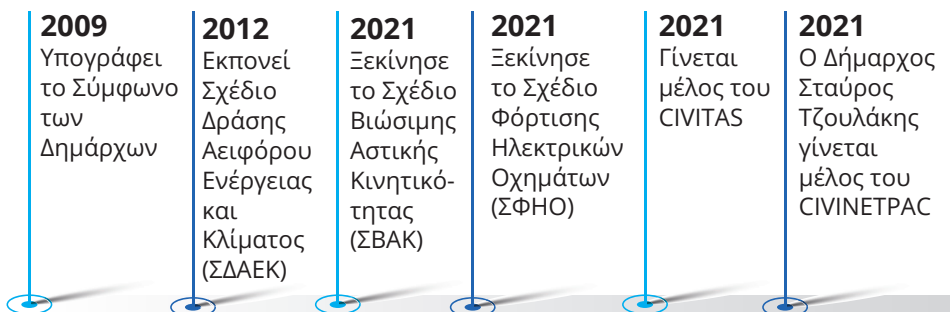 2009
Υπογράφει
το Σύμφωνο
των
Δημάρχων
2012
Εκπονεί
Σχέδιο
Δράσης
Αειφόρου
Ενέργειας
και
Κλίματος
(ΣΔΑΕΚ)
2021
Ξεκίνησε
το Σχέδιο
Βιώσιμης
Αστικής
Κινητικό-
τητας
(ΣΒΑΚ)
2021
Ξεκίνησε
το Σχέδιο
Φόρτισης
Ηλεκτρικών
Οχημάτων
(ΣΦΗΟ)
2021
Γίνεται
μέλος του
CIVITAS
2021
Ο Δήμαρχος
Σταύρος
Τζουλάκης
γίνεται
μέλος του
CIVINETPAC